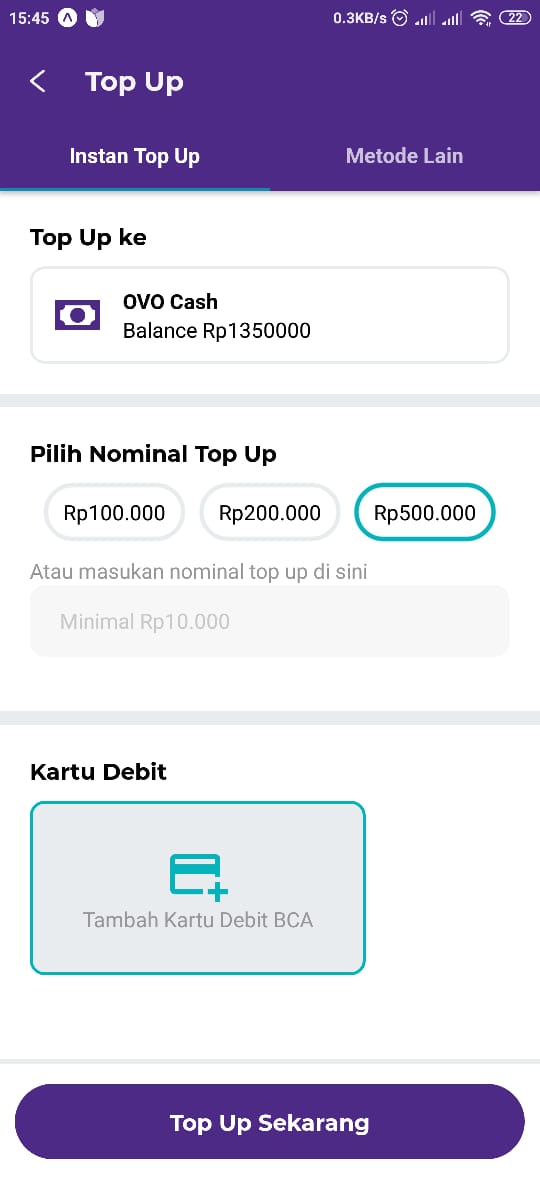 15:45 0.3KB/s 22
Top Up
Instan Top Up Metode Lain
Top Up ke
OVO Cash
Balance Rp1350000
Pilih Nominal Top Up
Rp100.000 Rp200.000 Rp500.000
Atau masukan nominal top up di sini
Minimal Rp10.000
Kartu Debit
Tambah Kartu Debit BCA
Top Up Sekarang